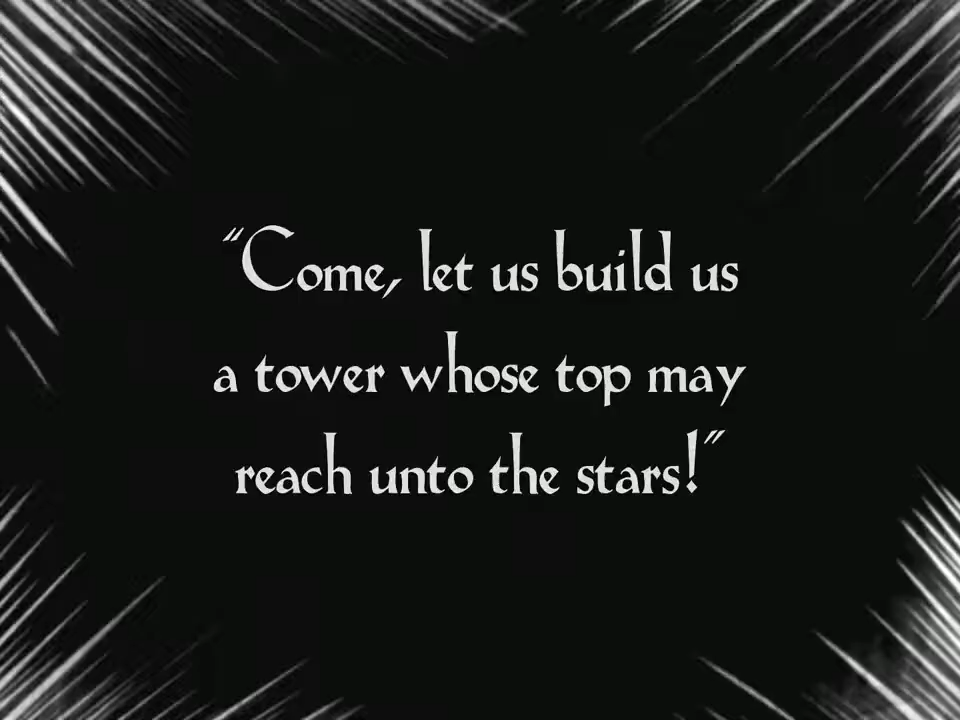 “Come, let us build us
a tower whose top may
reach unto the stars!”